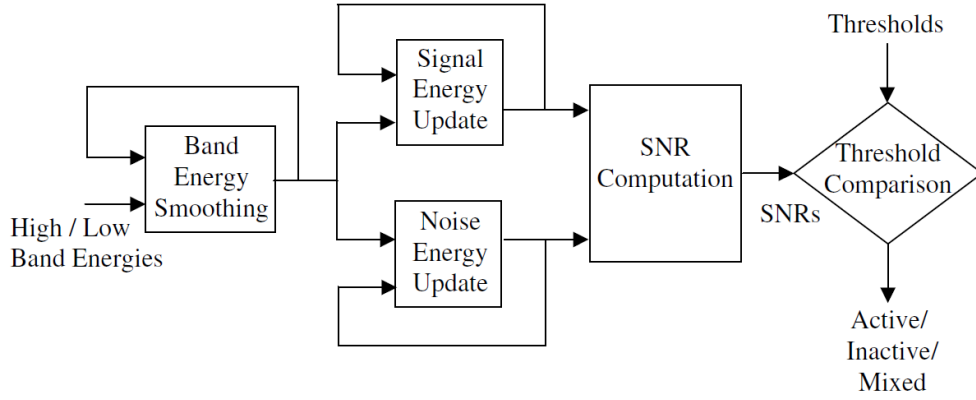 High / Low
Band Energies
Band
Energy
Smoothing
Signal
Energy
Update
Noise
Energy
Update
SNR
Computation
SNRs
Thresholds
Threshold
Comparison
Active/
Inactive/
Mixed